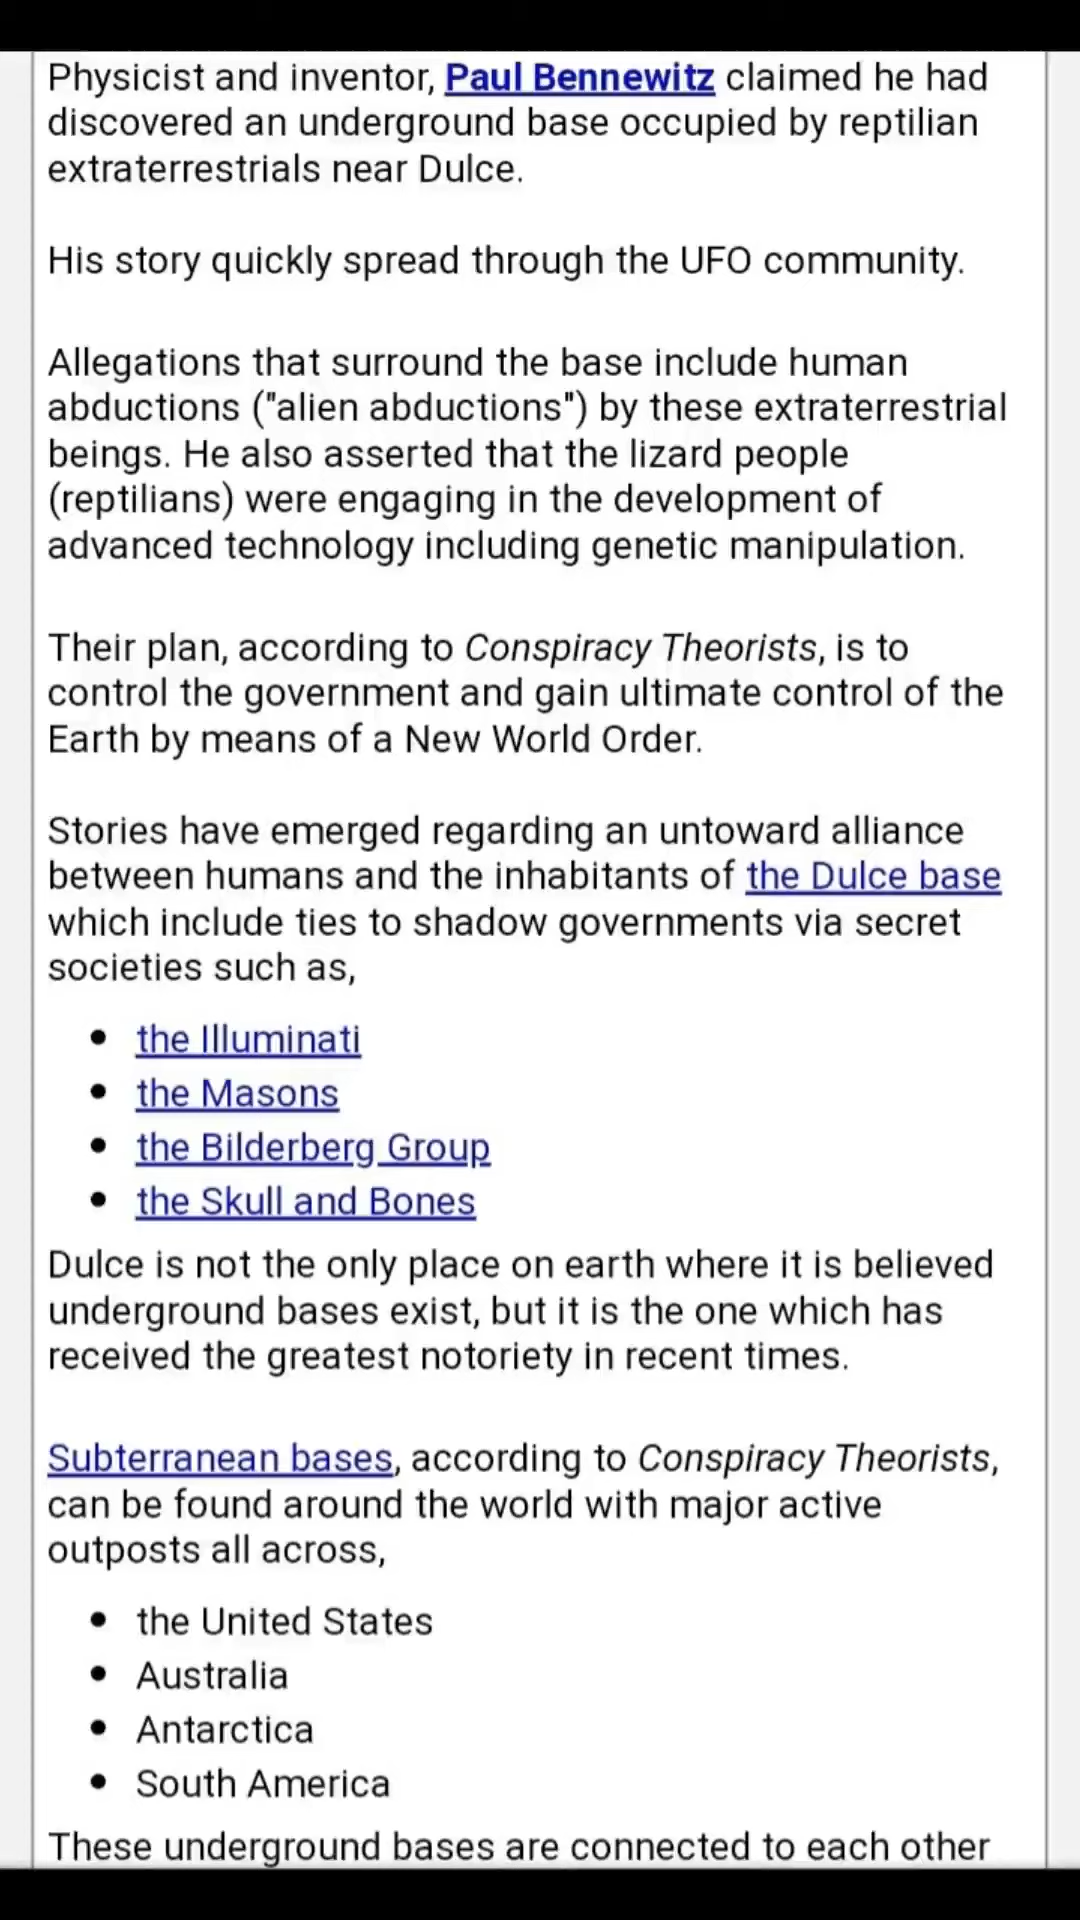 Physicist and inventor, Paul Bennewitz claimed he had
discovered an underground base occupied by reptilian
extraterrestrials near Dulce.
His story quickly spread through the UFO community.
Allegations that surround the base include human
abductions ("alien abductions") by these extraterrestrial
beings. He also asserted that the lizard people
(reptilians) were engaging in the development of
advanced technology including genetic manipulation.
Their plan, according to Conspiracy Theorists, is to
control the government and gain ultimate control of the
Earth by means of a New World Order.
Stories have emerged regarding an untoward alliance
between humans and the inhabitants of the Dulce base
which include ties to shadow governments via secret
societies such as,
• the Illuminati
• the Masons
• the Bilderberg Group
• the Skull and Bones
Dulce is not the only place on earth where it is believed
underground bases exist, but it is the one which has
received the greatest notoriety in recent times.
Subterranean bases, according to Conspiracy Theorists,
can be found around the world with major active
outposts all across,
• the United States
• Australia
• Antarctica
• South America
These underground bases are connected to each other